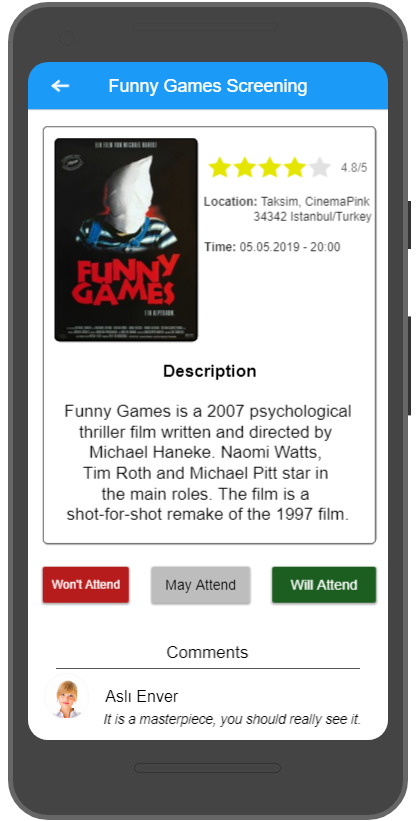 Funny Games Screening
EIN FILM VON MICHAEL HANEKE
FUNNY
GAMES
EIN ALPTRAUM.
4.8/5
Location: Taksim, CinemaPink
34342 Istanbul/Turkey
Time: 05.05.2019 - 20:00
Description
Funny Games is a 2007 psychological
thriller film written and directed by
Michael Haneke. Naomi Watts,
Tim Roth and Michael Pitt star in
the main roles. The film is a
shot-for-shot remake of the 1997 film.
Won't Attend
May Attend
Will Attend
Comments
Aslı Enver
It is a masterpiece, you should really see it.